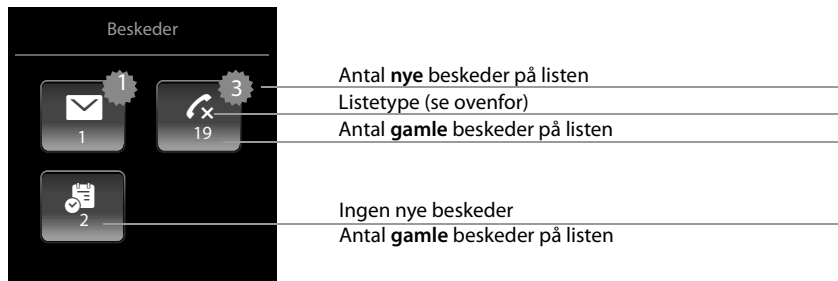 Beskeder
1
3
1
19
2
Antal nye beskeder på listen
Listetype (se ovenfor)
Antal gamle beskeder på listen
Ingen nye beskeder
Antal gamle beskeder på listen